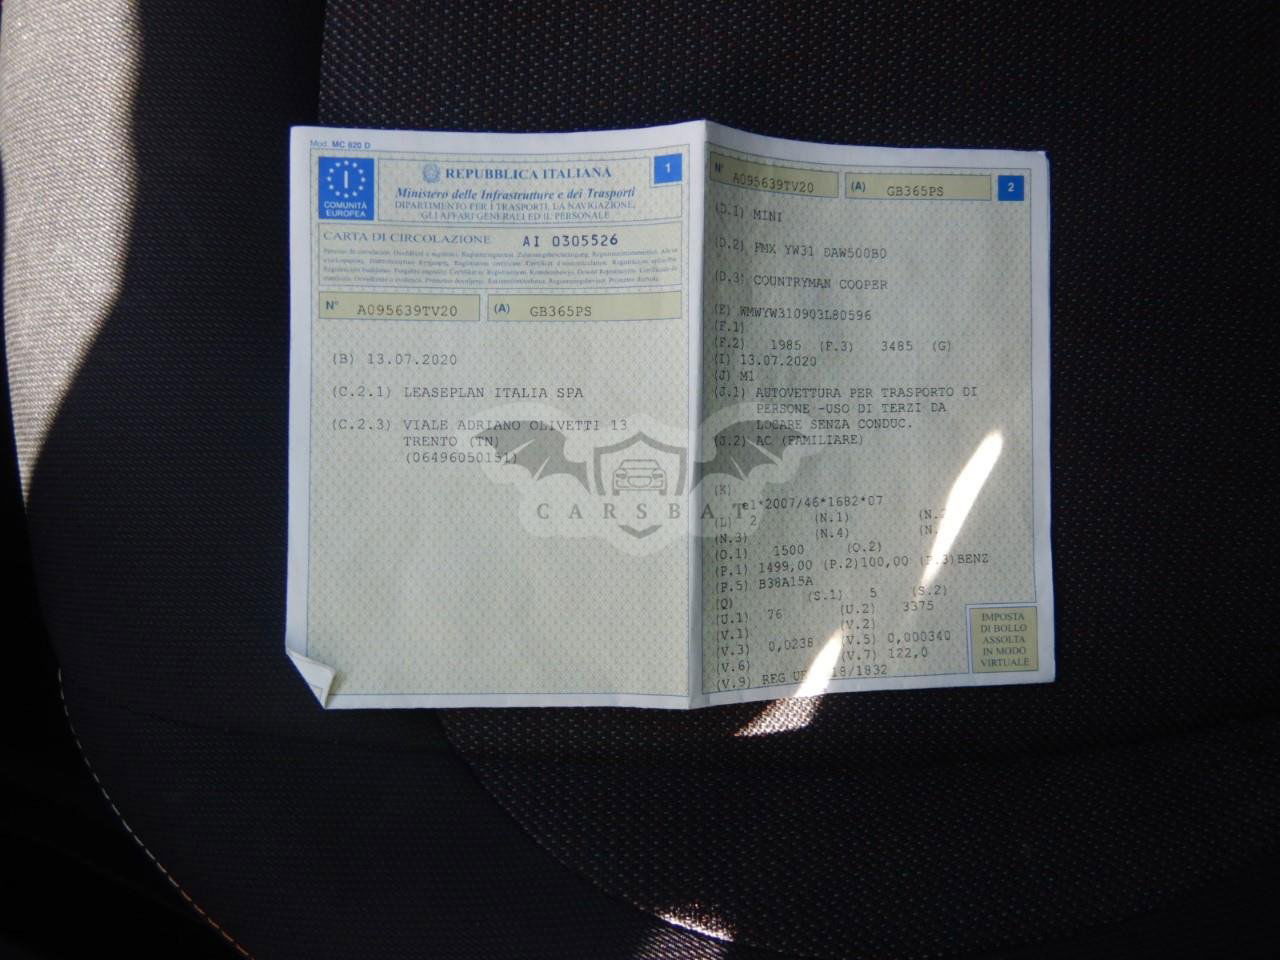 Mod. MC 820 D
I
COMUNITÀ
EUROPEA
REPUBBLICA ITALIANA
1
Ministero delle Infrastrutture e dei Trasporti
DIPARTIMENTO PER I TRASPORTI, LA NAVIGAZIONE,
GLI AFFARI GENERALI ED IL PERSONALE
CARTA DI CIRCOLAZIONE AI 0305526
N° A095639TV20 (A) GB365PS
(B) 13.07.2020
(C.2.1) LEASEPLAN ITALIA SPA
(C.2.3) VIALE ADRIANO OLIVETTI 13
TRENTO (TN)
(06496050151)
N° A095639TV20 (A) GB365PS 2
(D.1) MINI
(D.2) FMX YW31 DAW500B0
(D.3) COUNTRYMAN COOPER
(E) WMWYW310903L80596
(F.1)
(F.2) 1985 (F.3) 3485 (G)
(I) 13.07.2020
(J) M1
(J.1) AUTOVETTURA PER TRASPORTO DI
PERSONE -USO DI TERZI DA
LOCARE SENZA CONDUC.
(J.2) AC (FAMILIARE)
(K)
e1*2007/46*1682*07
(L) 2 (N.1) (N.
(N.3) (N.4) (N.
(O.1) 1500 (O.2)
(P.1) 1499,00 (P.2)100,00 (P.3)BENZ
(P.5) B38A15A
(Q) (S.1) 5 (S.2)
(U.1) 76 (U.2) 3375
(V.1) (V.2)
(V.3) 0,0238 (V.5) 0,000340
(V.6) (V.7) 122,0
(V.9) REG 18/1832
IMPOSTA
DI BOLLO
ASSOLTA
IN MODO
VIRTUALE
CARSBAT